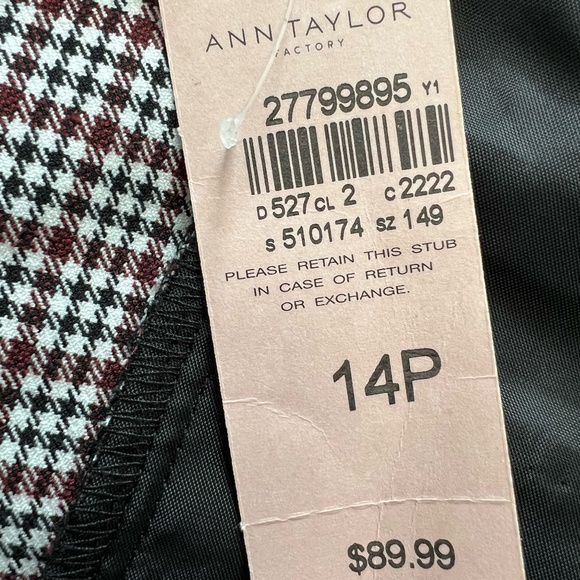 ANN TAYLOR
FACTORY
27799895 Y1
D 527 CL 2 C 2222
S 510174 SZ 149
PLEASE RETAIN THIS STUB
IN CASE OF RETURN
OR EXCHANGE.
14P
$89.99